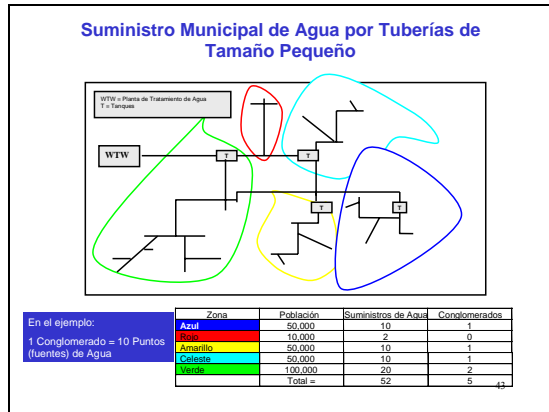 Suministro Municipal de Agua por Tuberías de
Tamaño Pequeño
WTW = Planta de Tratamiento de Agua
T = Tanques
WTW
T
T
T
T
En el ejemplo:
1 Conglomerado = 10 Puntos
(fuentes) de Agua
Zona Población Suministros de Agua Conglomerados
Azul 50,000 10 1
Rojo 10,000 2 0
Amarillo 50,000 10 1
Celeste 50,000 10 1
Verde 100,000 20 2
Total = 52 5
43